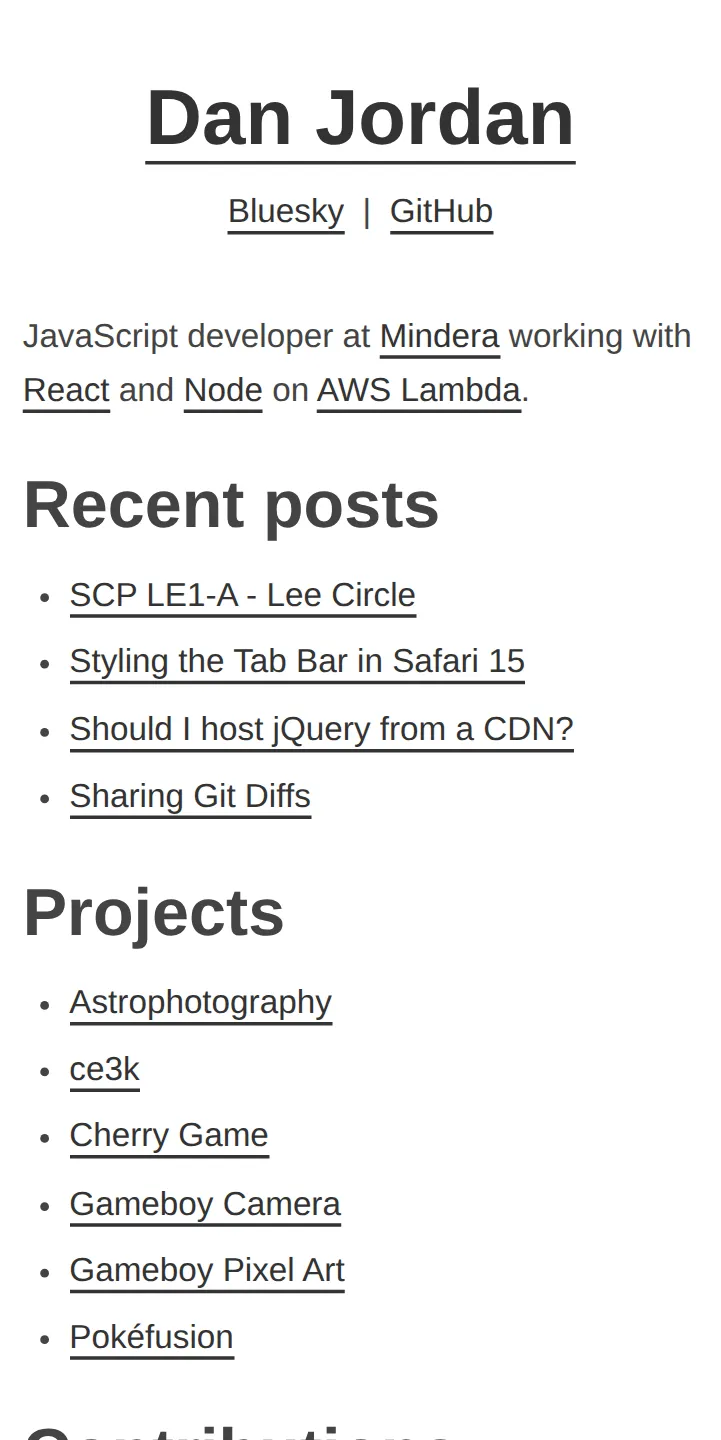 Dan Jordan
Bluesky | GitHub
JavaScript developer at Mindera working with
React and Node on AWS Lambda.
Recent posts
SCP LE1-A - Lee Circle
Styling the Tab Bar in Safari 15
Should I host jQuery from a CDN?
Sharing Git Diffs
Projects
Astrophotography
ce3k
Cherry Game
Gameboy Camera
Gameboy Pixel Art
Pokéfusion
Contributions